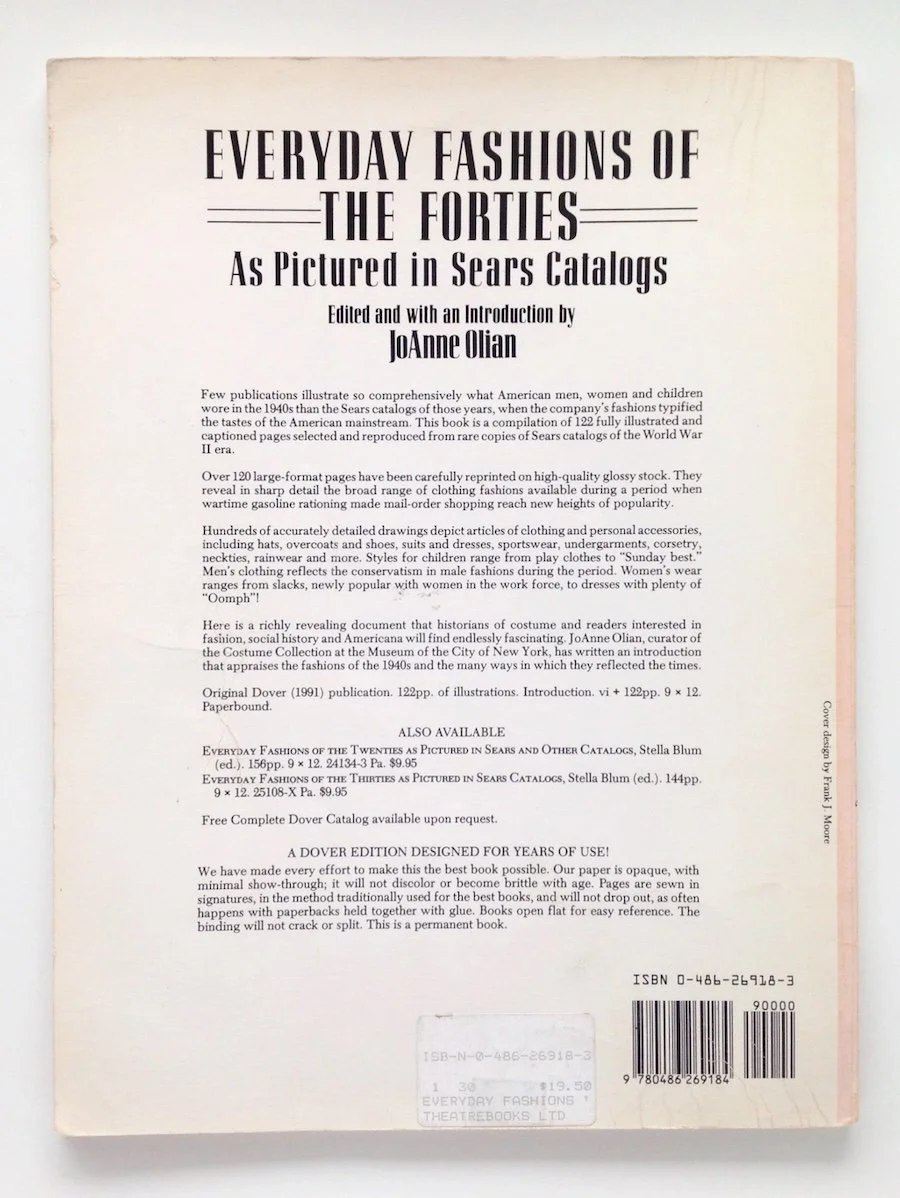 EVERYDAY FASHIONS OF
THE FORTIES
As Pictured in Sears Catalogs
Edited and with an Introduction by
JoAnne Olian
Few publications illustrate so comprehensively what American men, women and children
wore in the 1940s than the Sears catalogs of those years, when the company's fashions typified
the tastes of the American mainstream. This book is a compilation of 122 fully illustrated and
captioned pages selected and reproduced from rare copies of Sears catalogs of the World War
II era.
Over 120 large-format pages have been carefully reprinted on high-quality glossy stock. They
reveal in sharp detail the broad range of clothing fashions available during a period when
wartime gasoline rationing made mail-order shopping reach new heights of popularity.
Hundreds of accurately detailed drawings depict articles of clothing and personal accessories,
including hats, overcoats and shoes, suits and dresses, sportswear, undergarments, corsetry,
neckties, rainwear and more. Styles for children range from play clothes to "Sunday best."
Men's clothing reflects the conservatism in male fashions during the period. Women's wear
ranges from slacks, newly popular with women in the work force, to dresses with plenty of
"Oomph"!
Here is a richly revealing document that historians of costume and readers interested in
fashion, social history and Americana will find endlessly fascinating. JoAnne Olian, curator of
the Costume Collection at the Museum of the City of New York, has written an introduction
that appraises the fashions of the 1940s and the many ways in which they reflected the times.
Original Dover (1991) publication. 122pp. of illustrations. Introduction. vi + 122pp. 9 × 12.
Paperbound.
ALSO AVAILABLE
EVERYDAY FASHIONS OF THE TWENTIES AS PICTURED IN SEARS AND OTHER CATALOGS, Stella Blum
(ed.). 156pp. 9 × 12. 24134-3 Pa. $9.95
EVERYDAY FASHIONS OF THE THIRTIES AS PICTURED IN SEARS CATALOGS, Stella Blum (ed.). 144pp.
9 × 12. 25108-X Pa. $9.95
Free Complete Dover Catalog available upon request.
A DOVER EDITION DESIGNED FOR YEARS OF USE!
We have made every effort to make this the best book possible. Our paper is opaque, with
minimal show-through; it will not discolor or become brittle with age. Pages are sewn in
signatures, in the method traditionally used for the best books, and will not drop out, as often
happens with paperbacks held together with glue. Books open flat for easy reference. The
binding will not crack or split. This is a permanent book.
Cover design by Frank J. Moore
ISBN 0-486-26918-3
90000
9 780486 269184
ISB-N-0-486-26918-3
1 30 $19.50
EVERYDAY FASHIONS '
THEATREBOOKS LTD